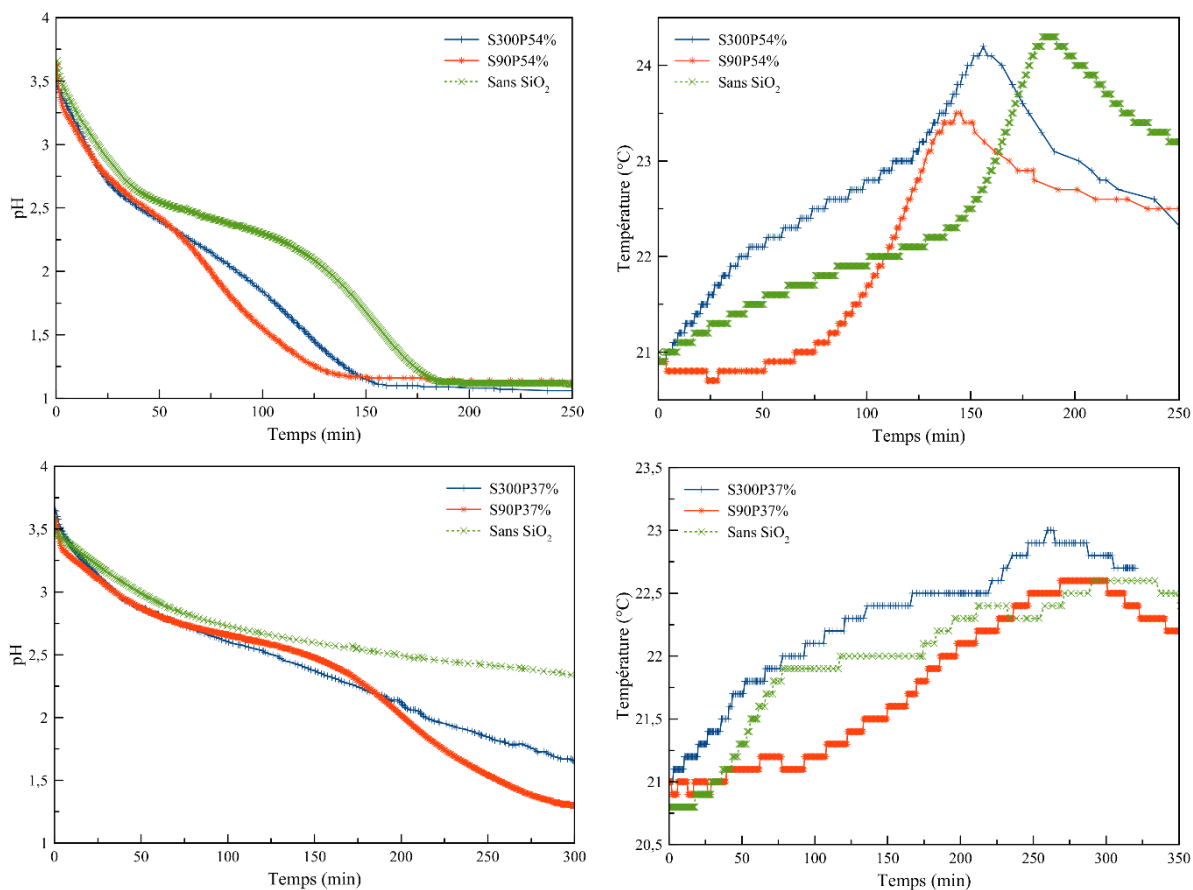 4
3,5
3
2,5
2
1,5
1
pH
0
50
100
150
200
250
Temps (min)
S300P54%
S90P54%
Sans SiO₂
24
23
22
21
Température (°C)
0
50
100
150
200
250
Temps (min)
S300P54%
S90P54%
Sans SiO₂
4
3,5
3
2,5
2
1,5
1
pH
0
50
100
150
200
250
300
Temps (min)
S300P37%
S90P37%
Sans SiO₂
23,5
23
22,5
22
21,5
21
20,5
Température (°C)
0
50
100
150
200
250
300
350
Temps (min)
S300P37%
S90P37%
Sans SiO₂